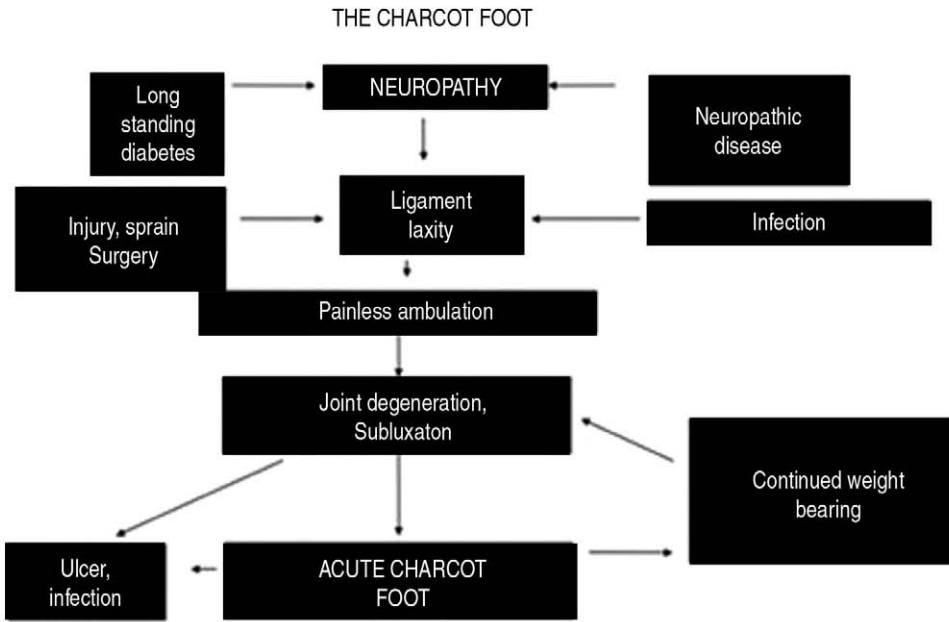 THE CHARCOT FOOT
Long
standing
diabetes
NEUROPATHY
Neuropathic
disease
Injury, sprain
Surgery
Ligament
laxity
Infection
Painless ambulation
Joint degeneration,
Subluxaton
Continued weight
bearing
Ulcer,
infection
ACUTE CHARCOT
FOOT